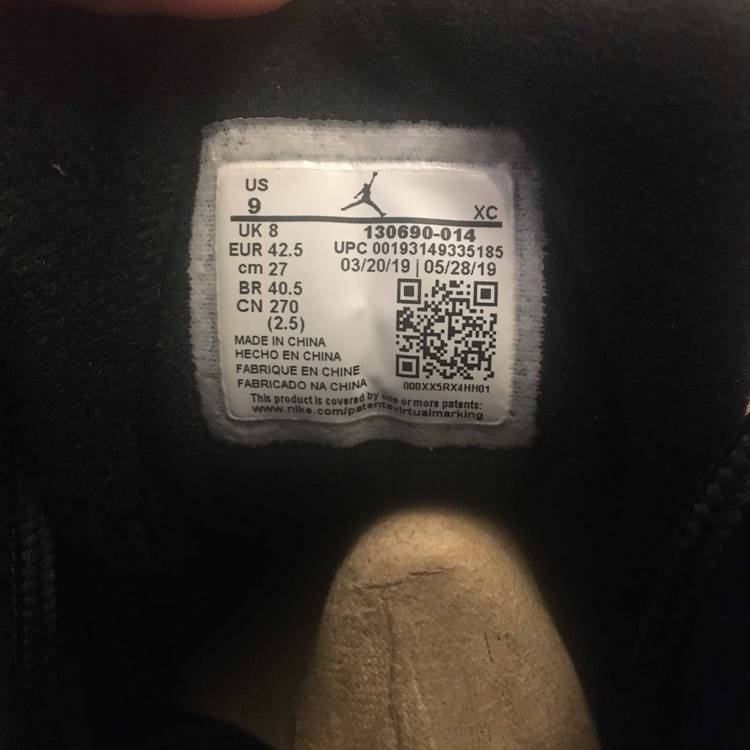 US
9
XC
UK 8
130690-014
EUR 42.5
UPC 00193149335185
cm 27
03/20/19 | 05/28/19
BR 40.5
CN 270
(2.5)
MADE IN CHINA
HECHO EN CHINA
FABRIQUE EN CHINE
FABRICADO NA CHINA
000XX5RX4HH01
This product is covered by one or more patents:
www.nike.com/patentsvirtualmarking